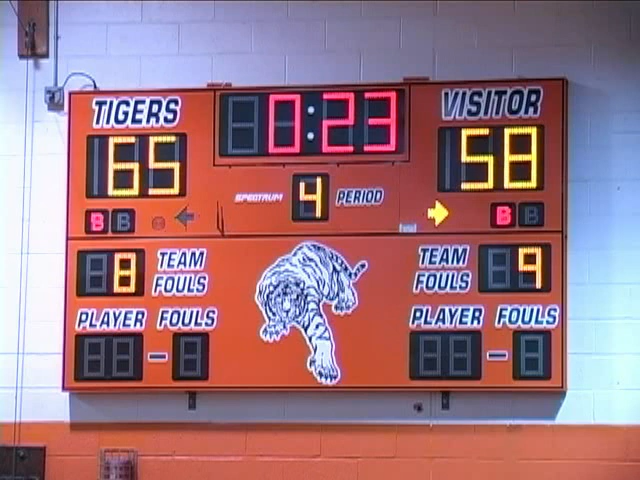 TIGERS 0:23 VISITOR
65 58
SPECTRUM 4 PERIOD
B B B B
8 TEAM FOULS TEAM FOULS 9
PLAYER FOULS PLAYER FOULS